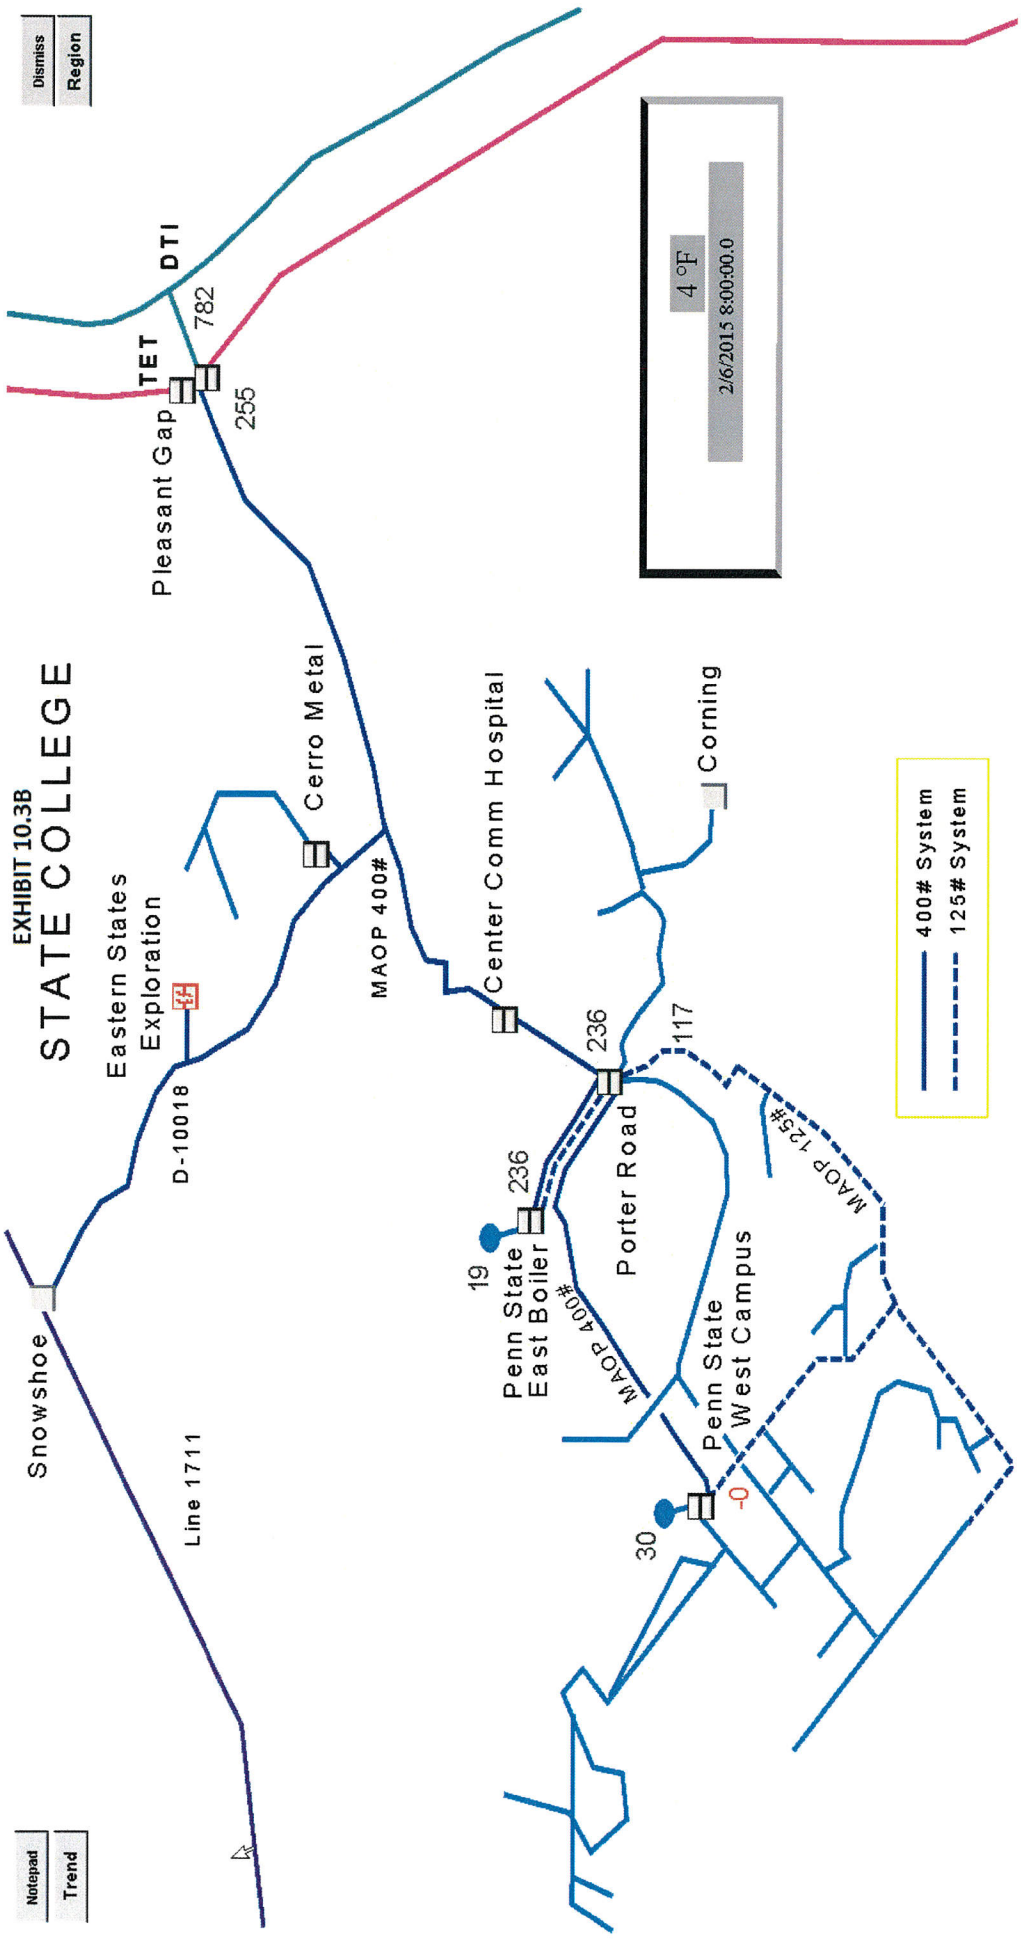 EXHIBIT 10.3B
STATE COLLEGE
Notepad
Trend
Dismiss
Region
Snowshoe
Line 1711
Eastern States
Exploration
D-10018
Cerro Metal
Pleasant Gap
TET
DTI
782
255
MAOP 400#
Center Comm Hospital
236
Porter Road
117
236
19
Penn State
East Boiler
MAOP 400#
Penn State
West Campus
30
-0
MAOP 125#
Corning
4 °F
2/6/2015 8:00:00.0
400# System
125# System